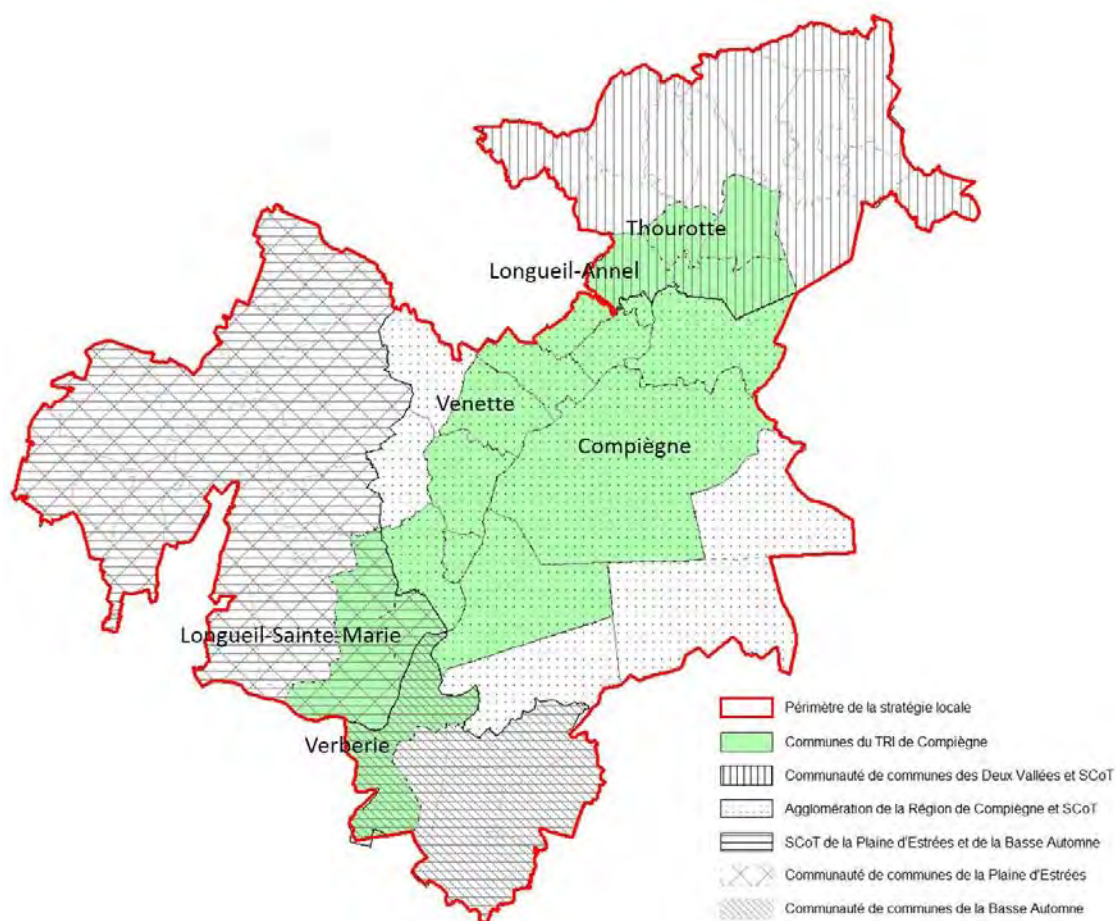 Thourotte
Longueil-Annel
Venette
Compiègne
Longueil-Sainte-Marie
Verberie
Périmètre de la stratégie locale
Communes du TRI de Compiègne
Communauté de communes des Deux Vallées et SCoT
Agglomération de la Région de Compiègne et SCoT
SCoT de la Plaine d'Estrées et de la Basse Automne
Communauté de communes de la Plaine d'Estrées
Communauté de communes de la Basse Automne